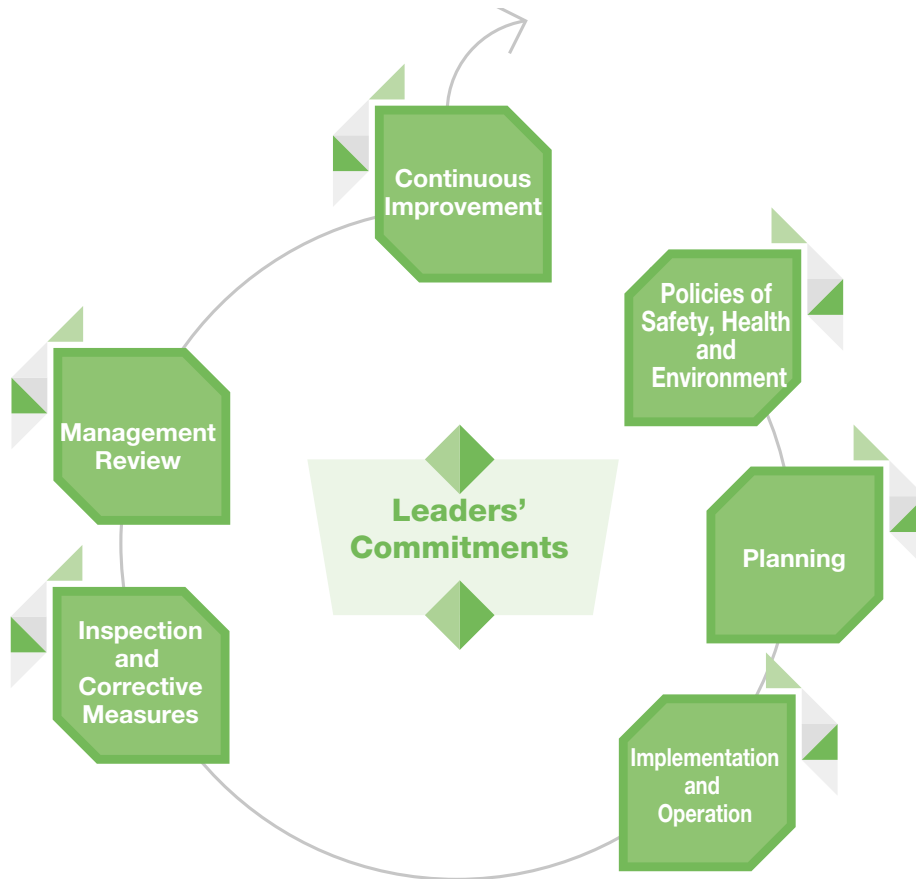 Continuous
Improvement
Policies of
Safety, Health
and
Environment
Management
Review
Leaders’
Commitments
Planning
Inspection
and
Corrective
Measures
Implementation
and
Operation